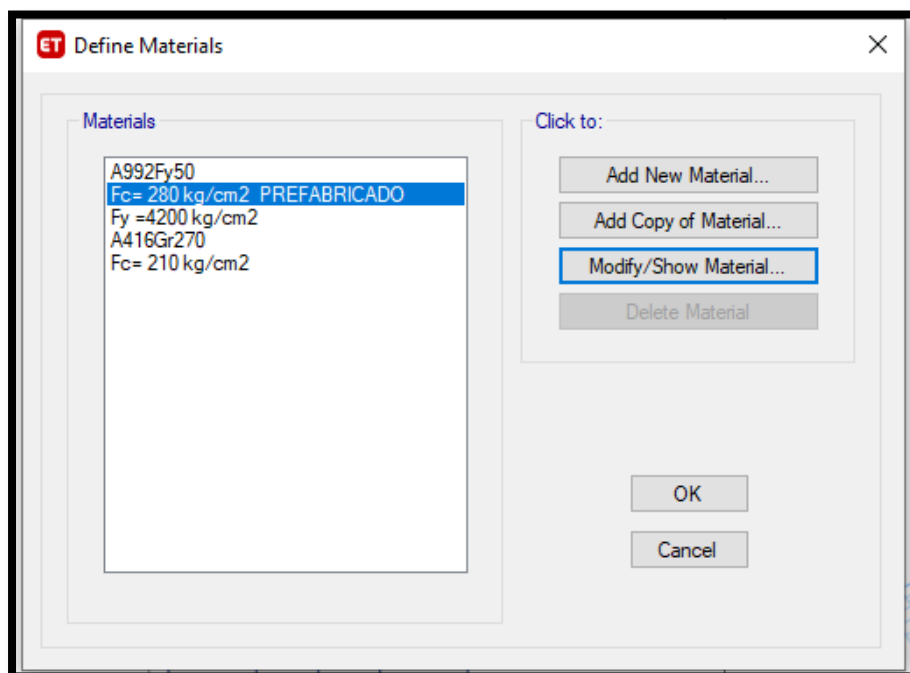 ET Define Materials
Materials
A992Fy50
Fc= 280 kg/cm2  PREFABRICADO
Fy =4200 kg/cm2
A416Gr270
Fc= 210 kg/cm2
Click to:
Add New Material...
Add Copy of Material...
Modify/Show Material...
Delete Material
OK
Cancel